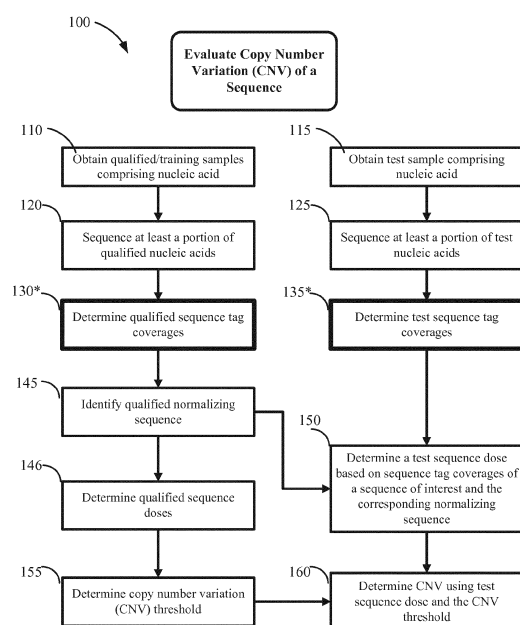 100
Evaluate Copy Number
Variation (CNV) of a
Sequence
110
Obtain qualified/training samples
comprising nucleic acid
115
Obtain test sample comprising
nucleic acid
120
Sequence at least a portion of
qualified nucleic acids
125
Sequence at least a portion of test
nucleic acids
130*
Determine qualified sequence tag
coverages
135*
Determine test sequence tag
coverages
145
Identify qualified normalizing
sequence
150
Determine a test sequence dose
based on sequence tag coverages of
a sequence of interest and the
corresponding normalizing
sequence
146
Determine qualified sequence
doses
155
Determine copy number variation
(CNV) threshold
160
Determine CNV using test
sequence dose and the CNV
threshold